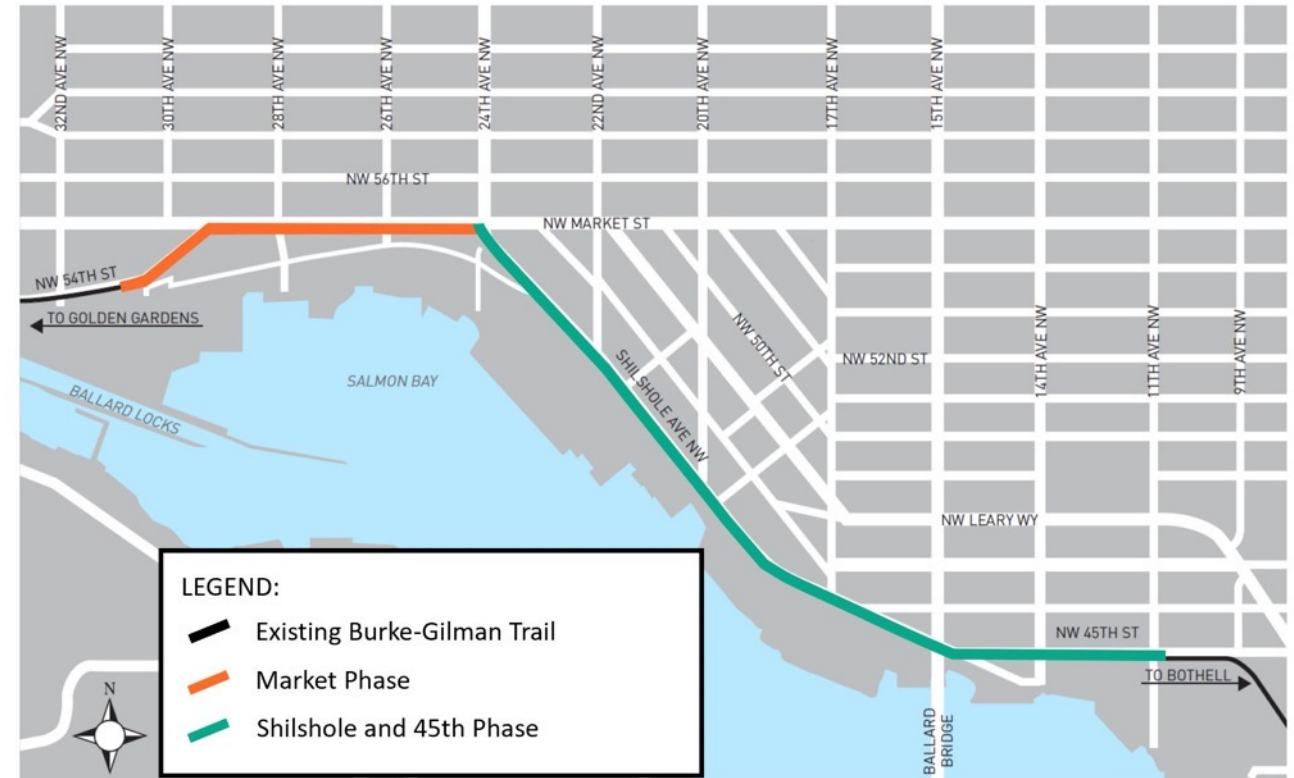 32ND AVE NW
30TH AVE NW
28TH AVE NW
26TH AVE NW
24TH AVE NW
22ND AVE NW
20TH AVE NW
17TH AVE NW
15TH AVE NW
NW 56TH ST
NW MARKET ST
NW 54TH ST
TO GOLDEN GARDENS
SALMON BAY
BALLARD LOCKS
SHILSHOLE AVE NW
NW 50TH ST
NW 52ND ST
14TH AVE NW
11TH AVE NW
9TH AVE NW
NW LEARY WY
NW 45TH ST
TO BOTHELL
BALLARD
BRIDGE
LEGEND:
Existing Burke-Gilman Trail
Market Phase
Shilshole and 45th Phase
N